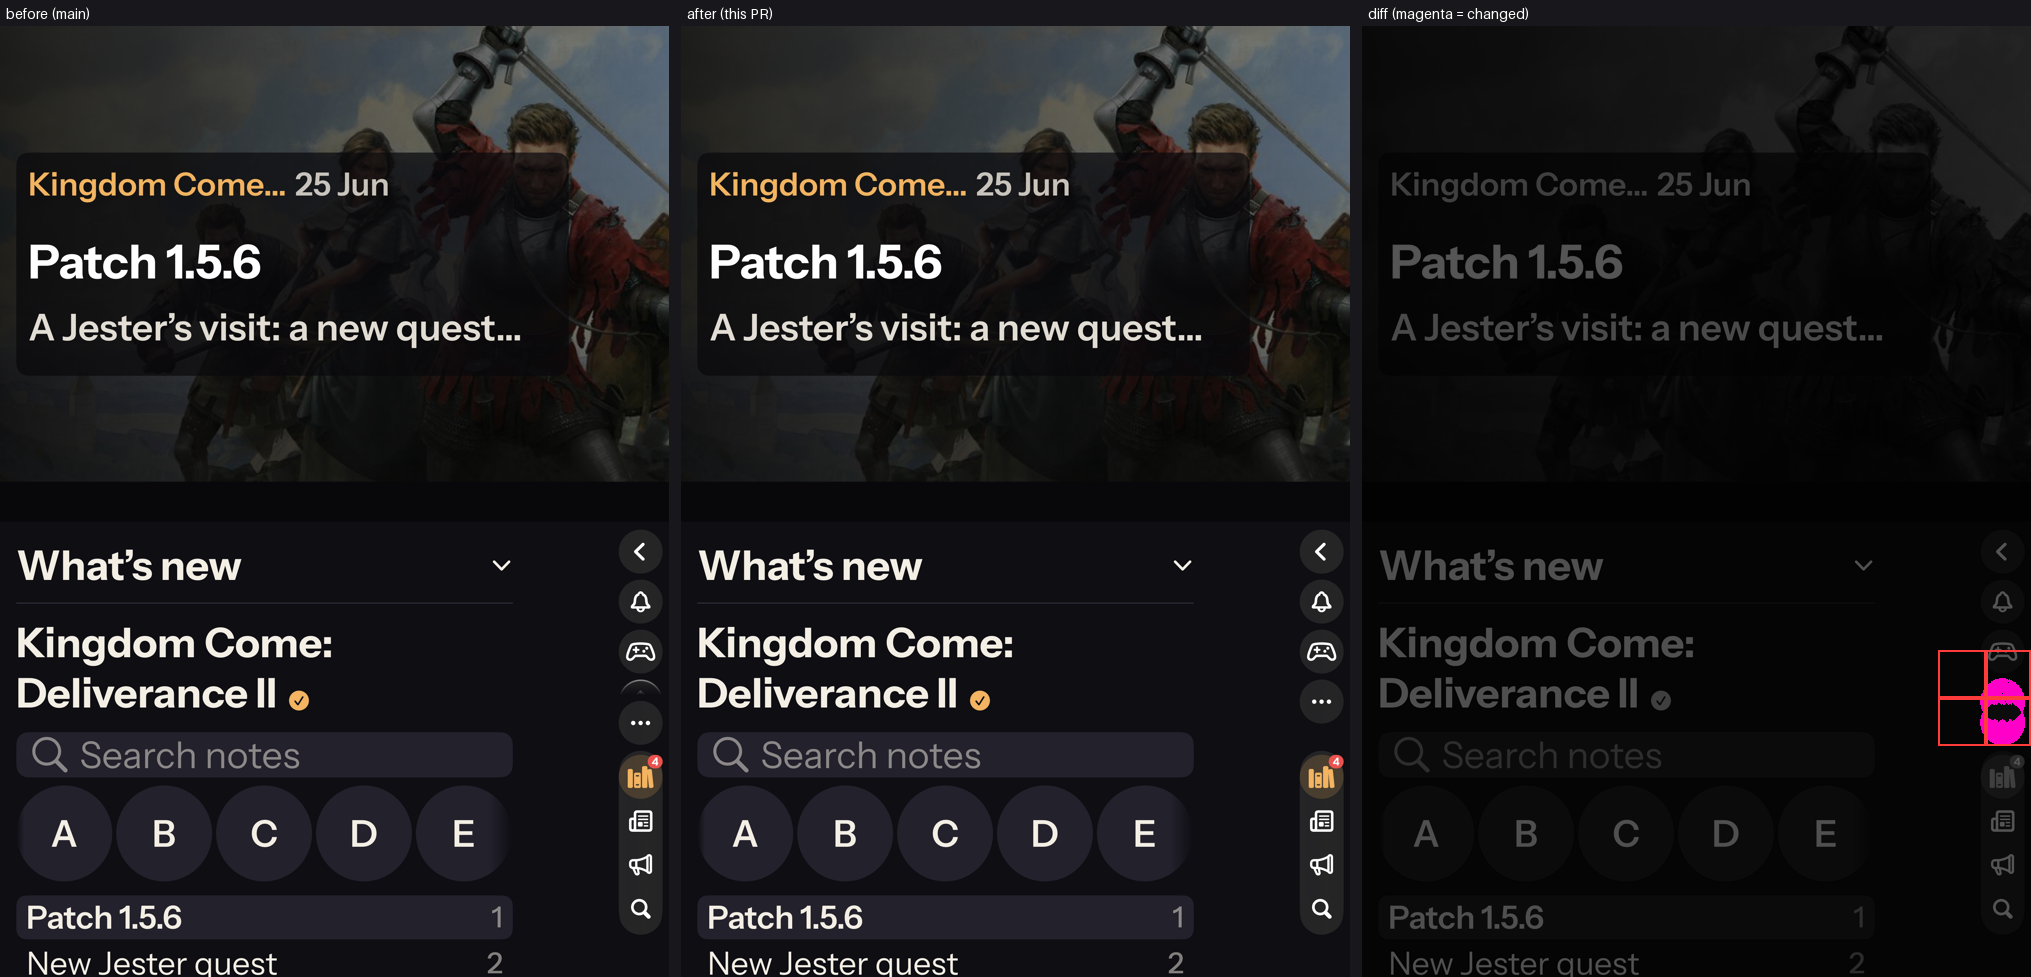 before (main)
Kingdom Come... 25 Jun
Patch 1.5.6
A Jester's visit: a new quest...
What's new
Kingdom Come:
Deliverance II
Search notes
4
A B C D E
Patch 1.5.6 1
New Jester quest 2
after (this PR)
Kingdom Come... 25 Jun
Patch 1.5.6
A Jester's visit: a new quest...
What's new
Kingdom Come:
Deliverance II
Search notes
4
A B C D E
Patch 1.5.6 1
New Jester quest 2
diff (magenta = changed)
Kingdom Come... 25 Jun
Patch 1.5.6
A Jester's visit: a new quest...
What's new
Kingdom Come:
Deliverance II
Search notes
4
A B C D E
Patch 1.5.6 1
New Jester quest 2